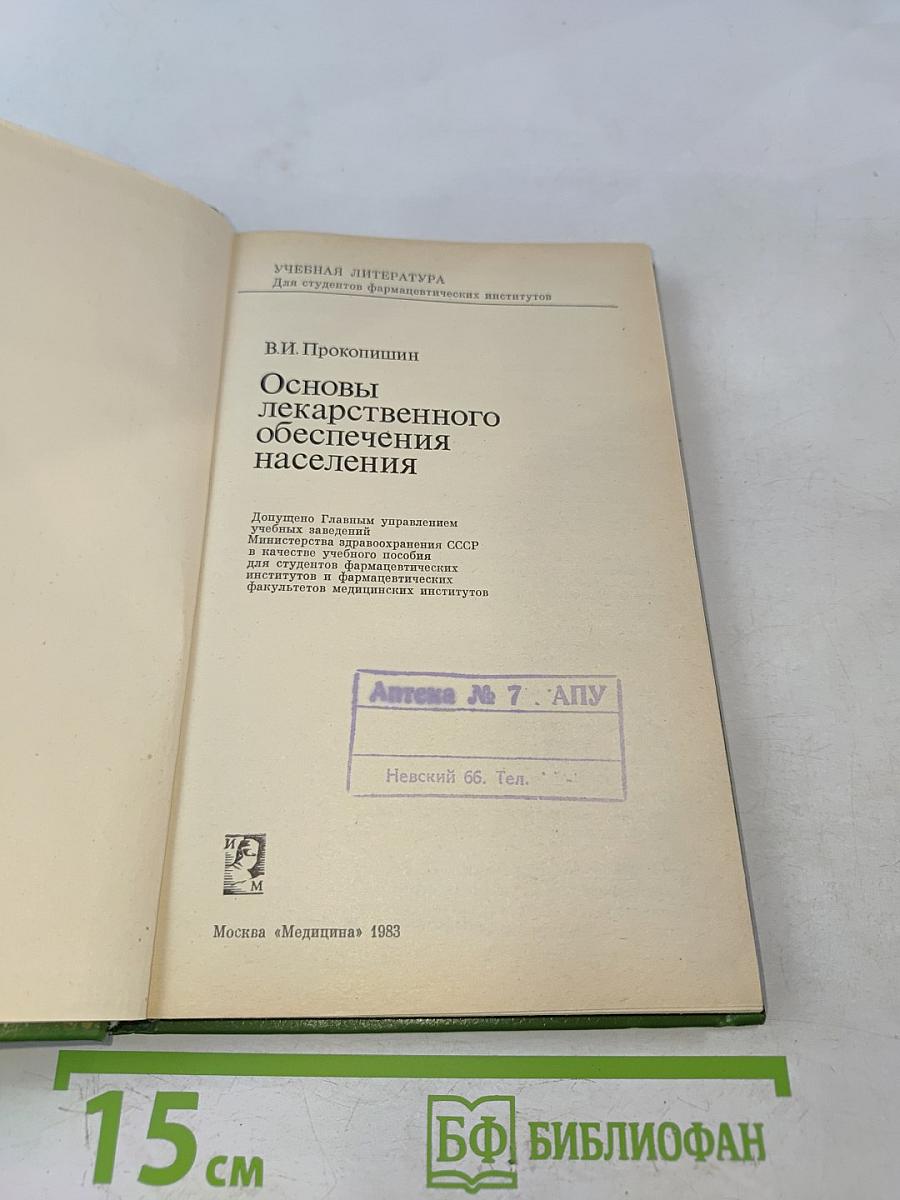 УЧЕБНАЯ ЛИТЕРАТУРА
Для студентов фармацевтических институтов
В.И. Прокопишин
Основы
лекарственного
обеспечения
населения
Допущено Главным управлением
учебных заведений
Министерства здравоохранения СССР
в качестве учебного пособия
для студентов фармацевтических
институтов и фармацевтических
факультетов медицинских институтов
Аптека № 7 АПУ
Невский 66. Тел.
И
М
Москва «Медицина» 1983
15 см
БФ БИБЛИОФАН